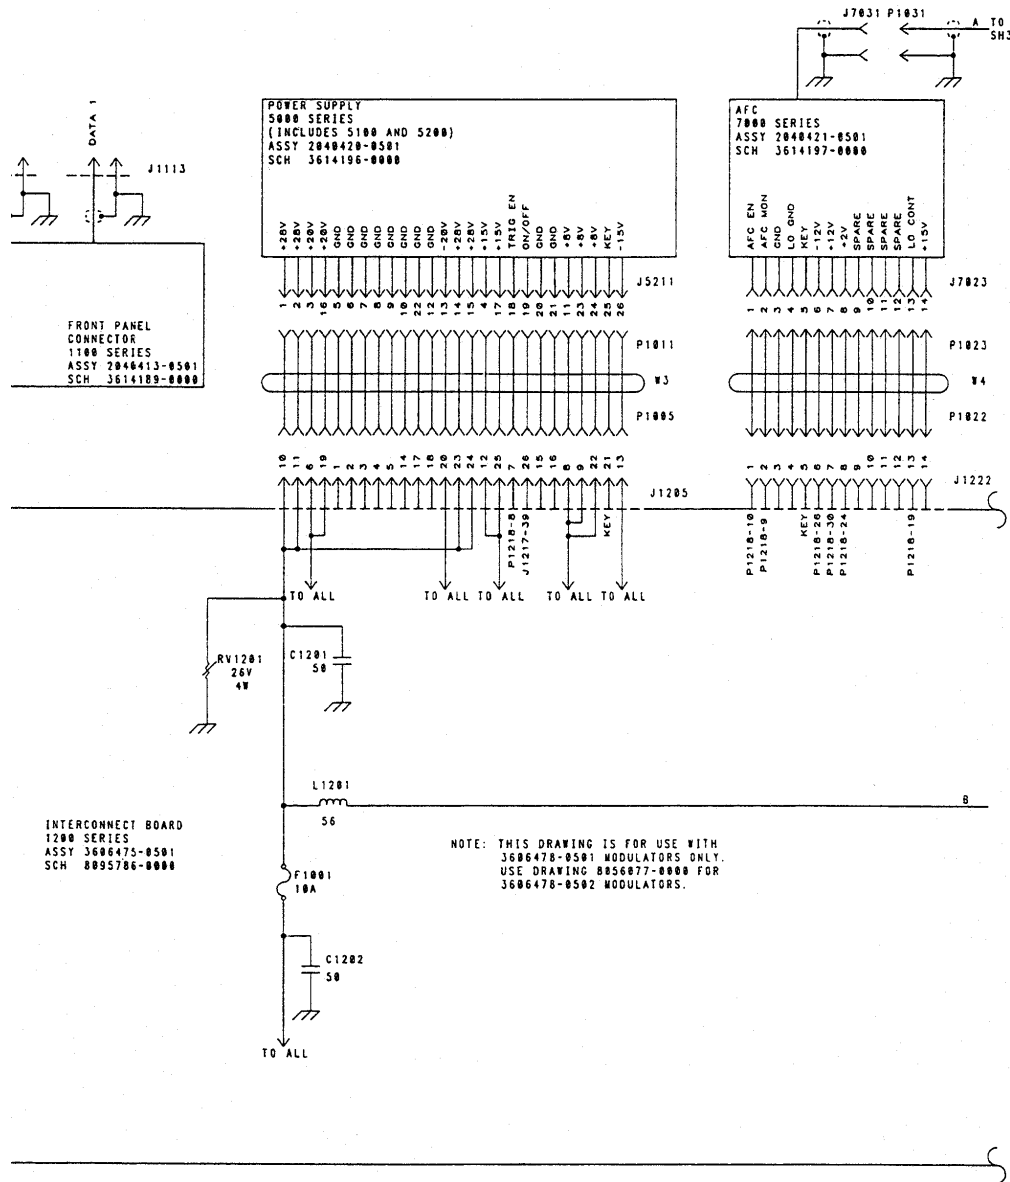 J7031 P1031
A TO
SH3
DATA 1
J1113
POWER SUPPLY
5000 SERIES
(INCLUDES 5100 AND 5200)
ASSY 2040420-0501
SCH 3614196-0000
AFC
7000 SERIES
ASSY 2040421-0501
SCH 3614197-0000
+28V
+28V
+20V
+20V
GND
GND
GND
GND
GND
GND
GND
GND
-20V
+28V
+28V
+15V
+15V
TRIG EN
ON/OFF
GND
GND
+8V
+8V
+8V
KEY
-15V
AFC EN
AFC MON
GND
LO GND
KEY
-12V
+12V
+2V
SPARE
SPARE
SPARE
SPARE
LO CONT
+15V
J5211
J7023
1 2 3 16 5 6 7 8 9 10 22 12 13 14 15 4 17 18 19 20 21 11 23 24 25 26
1 2 3 4 5 6 7 8 9 10 11 12 13 14
FRONT PANEL
CONNECTOR
1100 SERIES
ASSY 2040413-0501
SCH 3614189-0000
P1011
P1023
W3
W4
P1005
P1022
10 11 6 19 1 2 3 4 5 14 17 18 20 23 24 12 25 7 26 15 16 8 9 22 21 13
1 2 3 4 5 6 7 8 9 10 11 12 13 14
J1205
J1222
P1218-8
J1217-39
KEY
P1218-10
P1218-9
KEY
P1218-28
P1218-30
P1218-24
P1218-19
TO ALL
TO ALL
TO ALL
TO ALL
TO ALL
RV1201
26V
4W
C1201
50
L1201
56
B
INTERCONNECT BOARD
1200 SERIES
ASSY 3606475-0501
SCH 8095786-0000
NOTE: THIS DRAWING IS FOR USE WITH
3606478-0501 MODULATORS ONLY.
USE DRAWING 8056077-0000 FOR
3606478-0502 MODULATORS.
F1001
10A
C1202
50
TO ALL